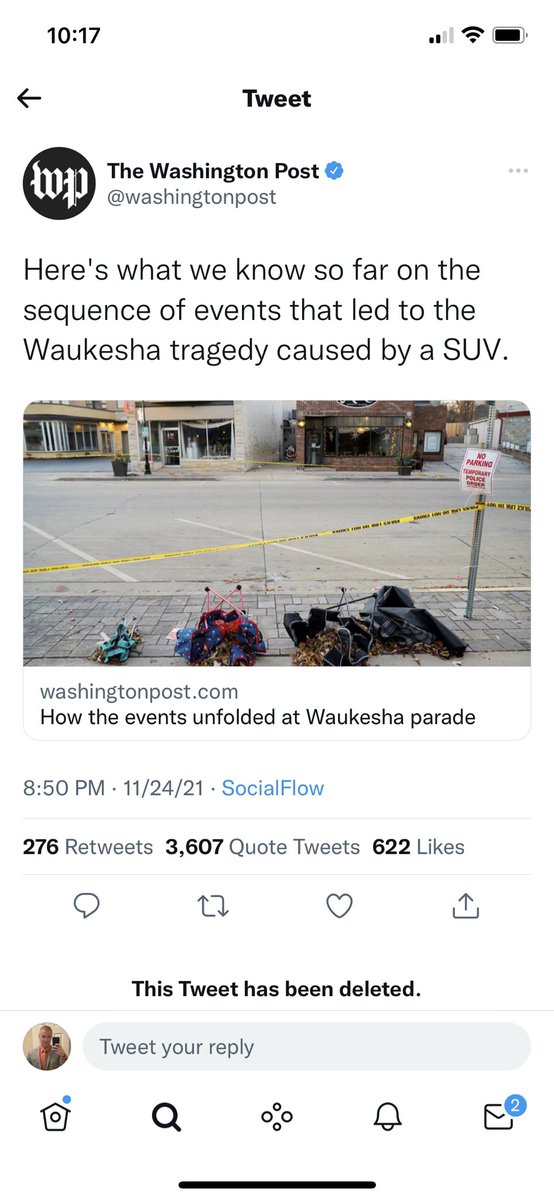 10:17
Tweet
wp
The Washington Post
@washingtonpost
Here's what we know so far on the
sequence of events that led to the
Waukesha tragedy caused by a SUV.
NO
PARKING
TEMPORARY
POLICE
ORDER
washingtonpost.com
How the events unfolded at Waukesha parade
8:50 PM · 11/24/21 · SocialFlow
276 Retweets 3,607 Quote Tweets 622 Likes
This Tweet has been deleted.
Tweet your reply
2